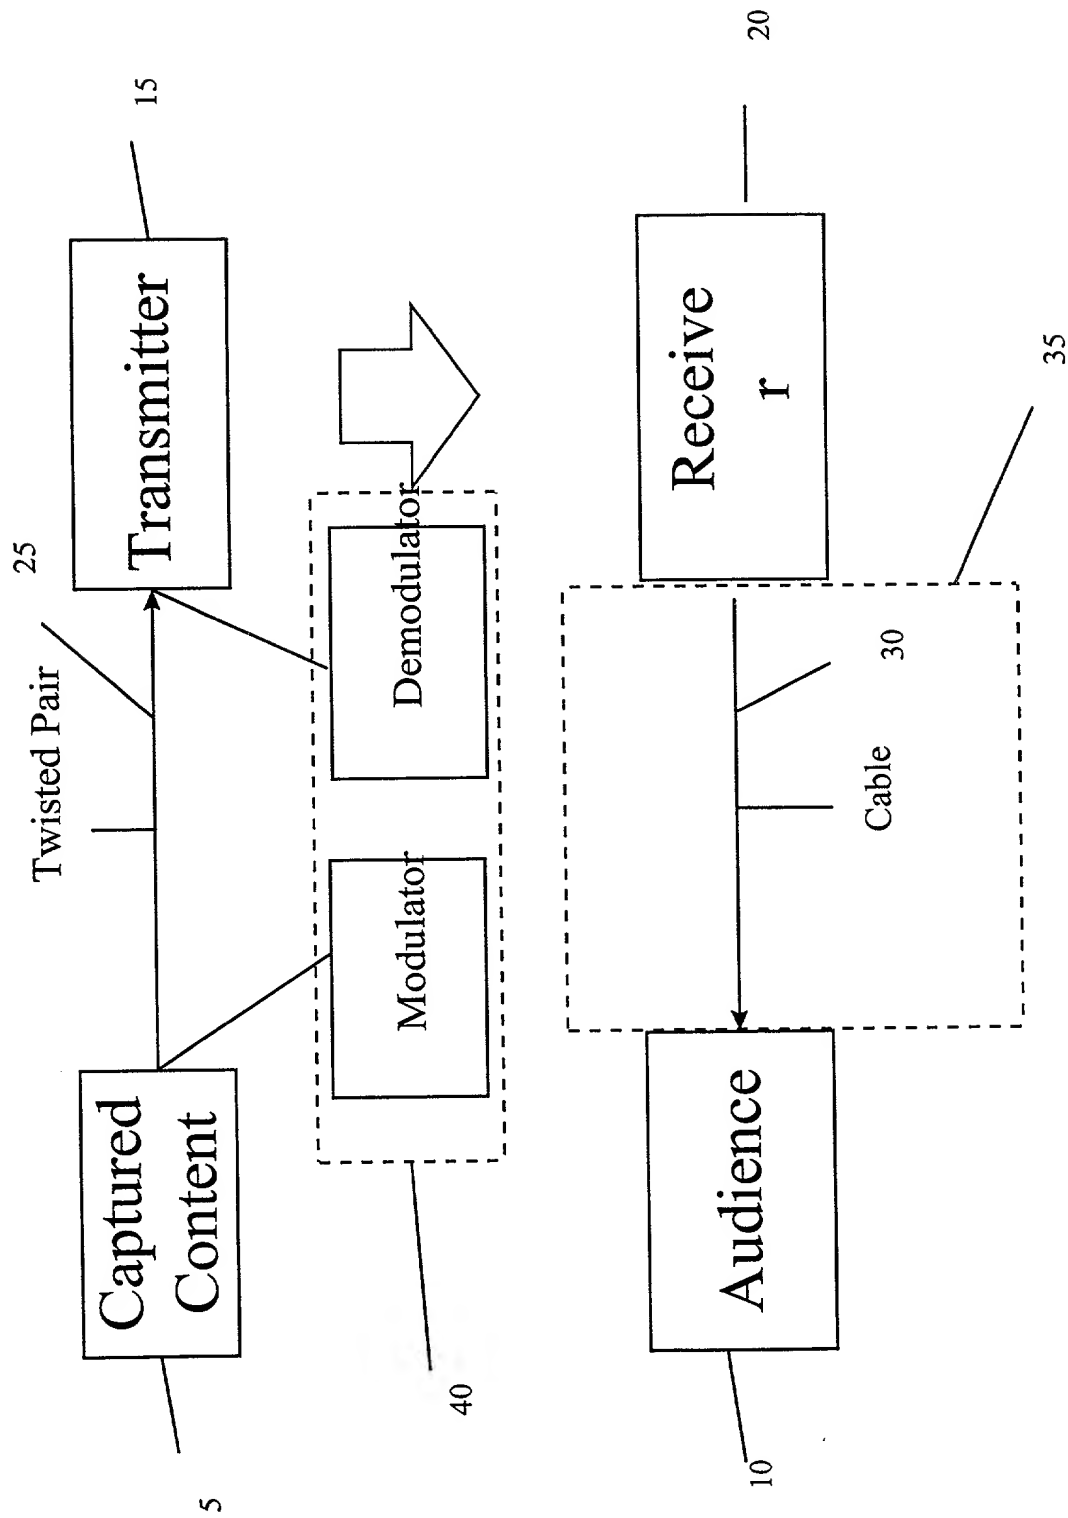 Twisted Pair
25
15
Captured
Content
Transmitter
5
Modulator
Demodulator
40
20
Audience
Receive
r
10
30
Cable
35